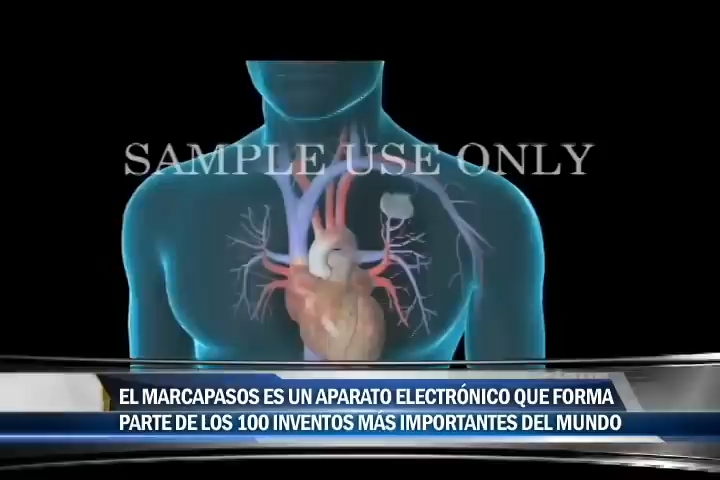 SAMPLE USE ONLY
EL MARCAPASOS ES UN APARATO ELECTRÓNICO QUE FORMA
PARTE DE LOS 100 INVENTOS MÁS IMPORTANTES DEL MUNDO